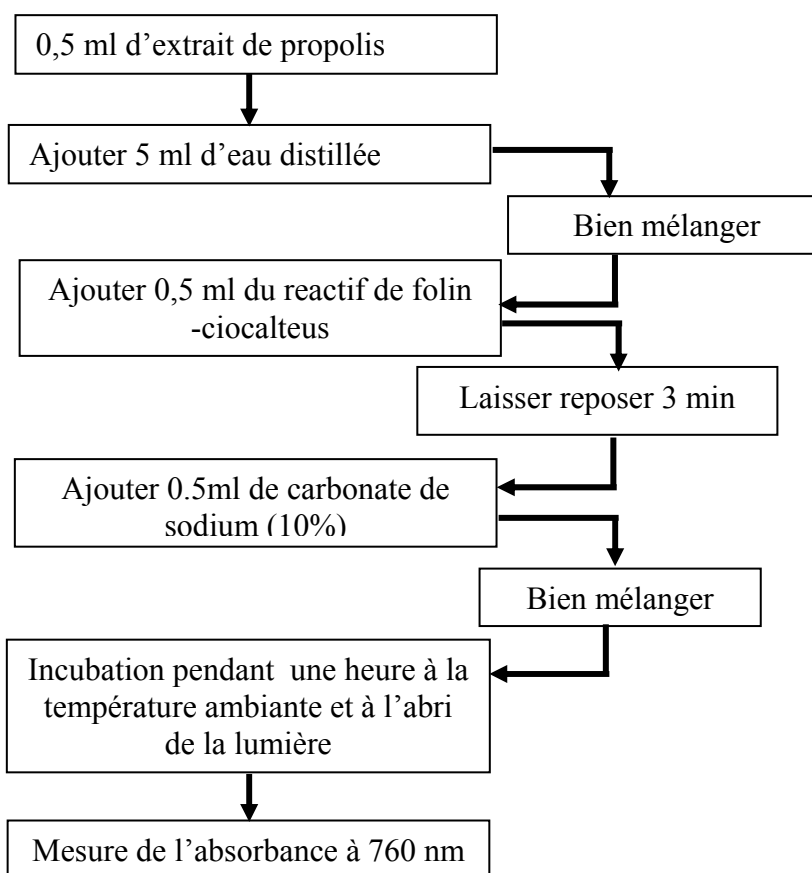 0,5 ml d’extrait de propolis
Ajouter 5 ml d’eau distillée
Bien mélanger
Ajouter 0,5 ml du reactif de folin
-ciocalteus
Laisser reposer 3 min
Ajouter 0.5ml de carbonate de
sodium (10%)
Bien mélanger
Incubation pendant une heure à la
température ambiante et à l’abri
de la lumière
Mesure de l’absorbance à 760 nm